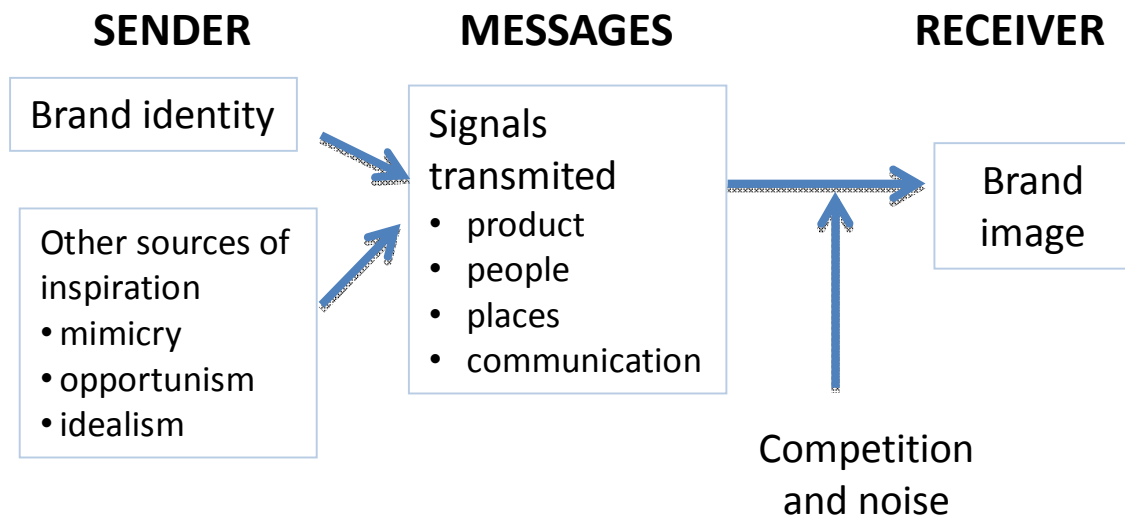 SENDER
MESSAGES
RECEIVER
Brand identity
Other sources of
inspiration
• mimicry
• opportunism
• idealism
Signals
transmited
• product
• people
• places
• communication
Brand
image
Competition
and noise